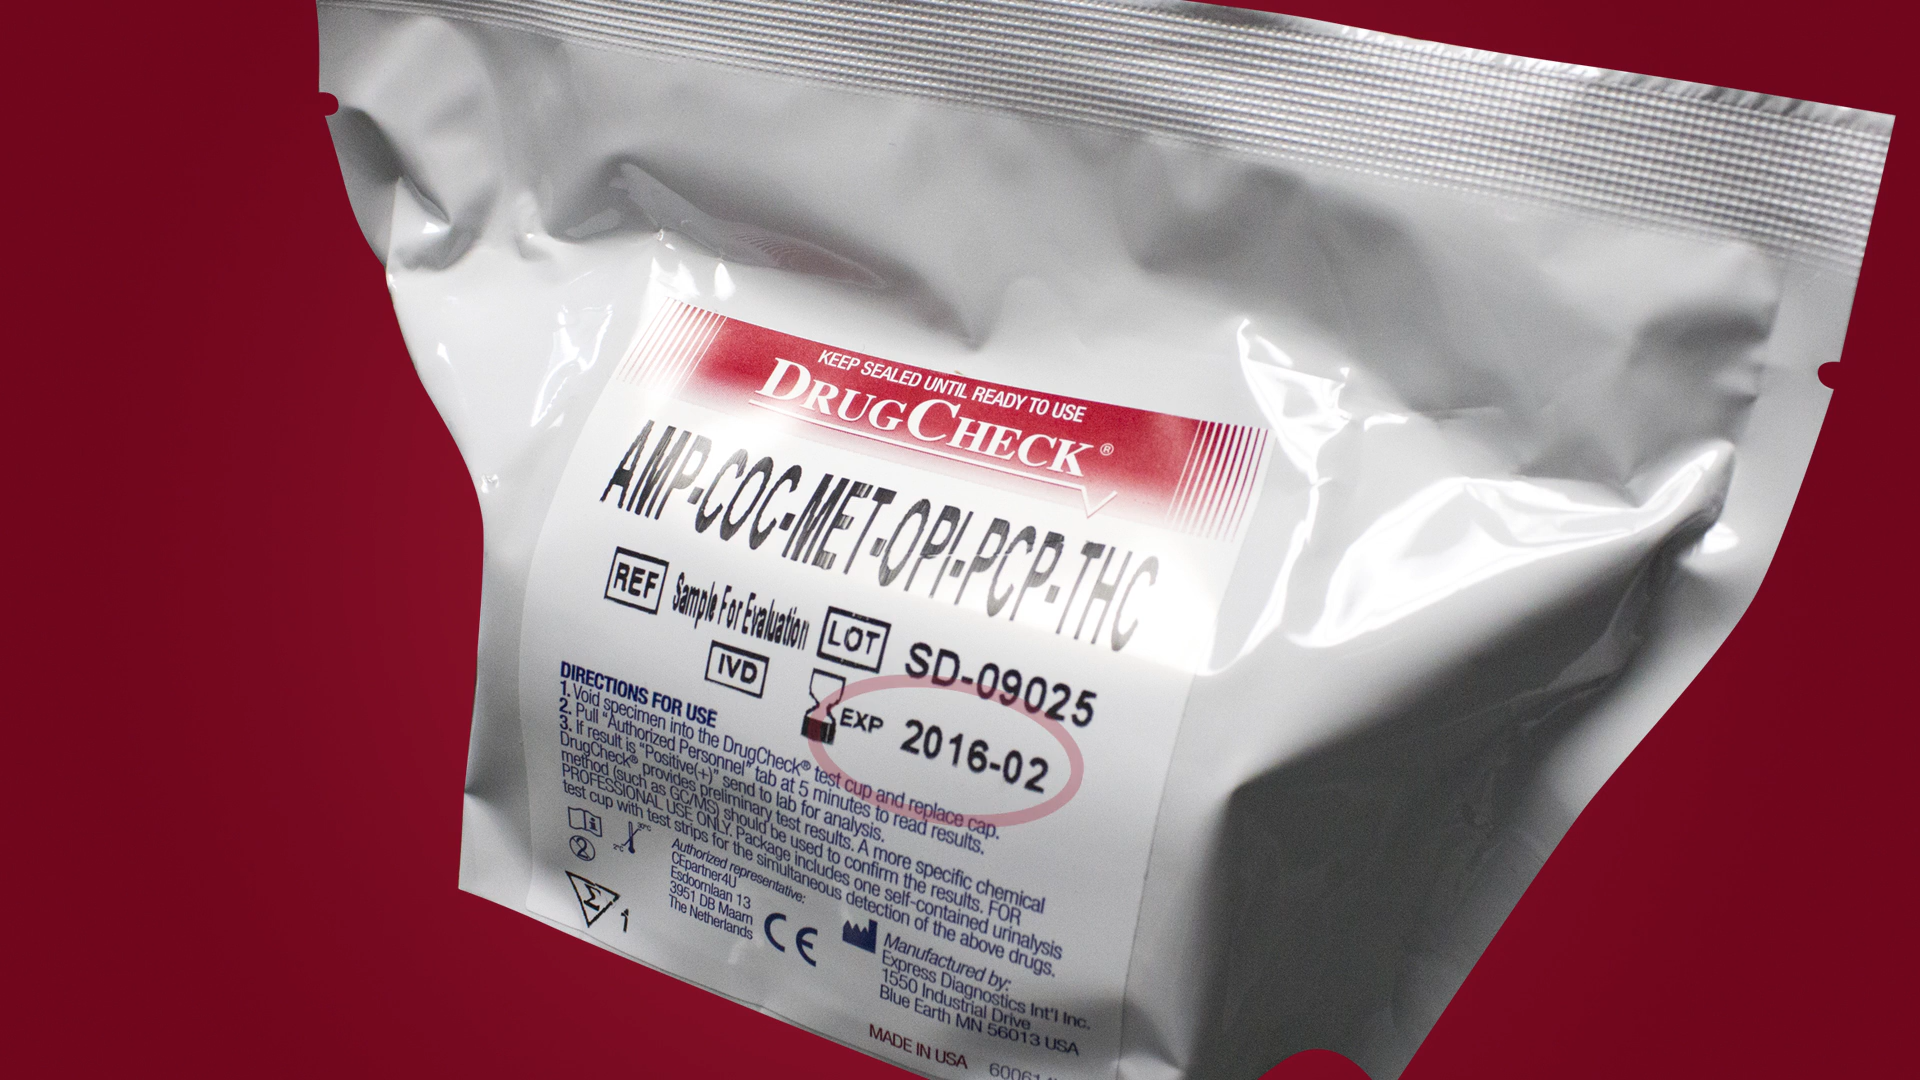 KEEP SEALED UNTIL READY TO USE
DRUGCHECK®
AMP-COC-MET-OPI-PCP-THC
REF Sample For Evaluation LOT SD-09025
IVD EXP 2016-02
DIRECTIONS FOR USE
1. Void specimen into the DrugCheck® test cup and replace cap.
2. Pull "Authorized Personnel" tab at 5 minutes to read results.
3. If result is "Positive(+)" send to lab for analysis.
DrugCheck® provides preliminary test results. A more specific chemical
method (such as GC/MS) should be used to confirm the results. FOR
PROFESSIONAL USE ONLY. Package includes one self-contained urinalysis
test cup with test strips for the simultaneous detection of the above drugs.
2
Σ 1
Authorized representative:
CEpartner4U
Esdoornlaan 13
3951 DB Maarn
The Netherlands
CE
Manufactured by:
Express Diagnostics Int'l Inc.
1550 Industrial Drive
Blue Earth MN 56013 USA
MADE IN USA